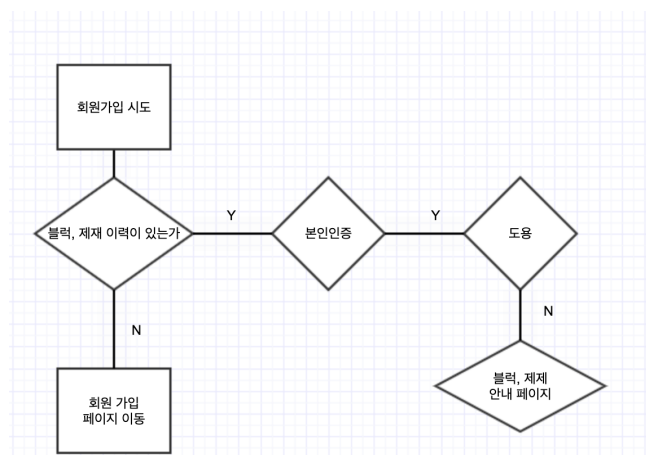 회원가입 시도
블럭, 제재 이력이 있는가
Y
본인인증
Y
도용
N
회원 가입
페이지 이동
N
블럭, 제제
안내 페이지